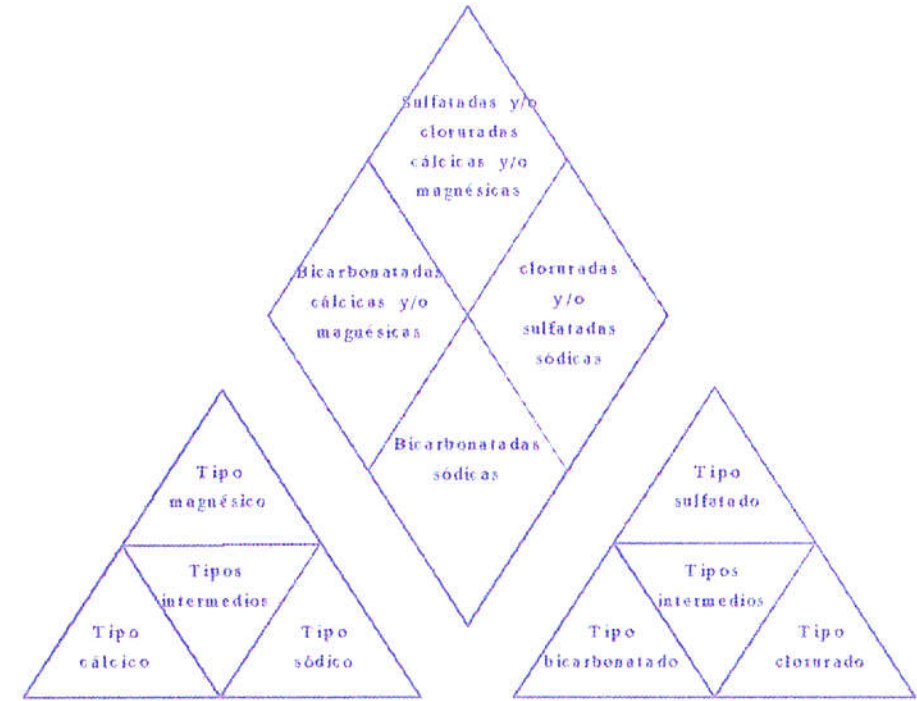 Sulfatadas y/o
cloruradas
cálcicas y/o
magnésicas
Bicarbonatadas
cálcicas y/o
magnésicas
cloruradas
y/o
sulfatadas
sódicas
Bicarbonatadas
sódicas
Tipo
magnésico
Tipos
intermedios
Tipo
cálcico
Tipo
sódico
Tipo
sulfatado
Tipos
intermedios
Tipo
bicarbonatado
Tipo
clorurado